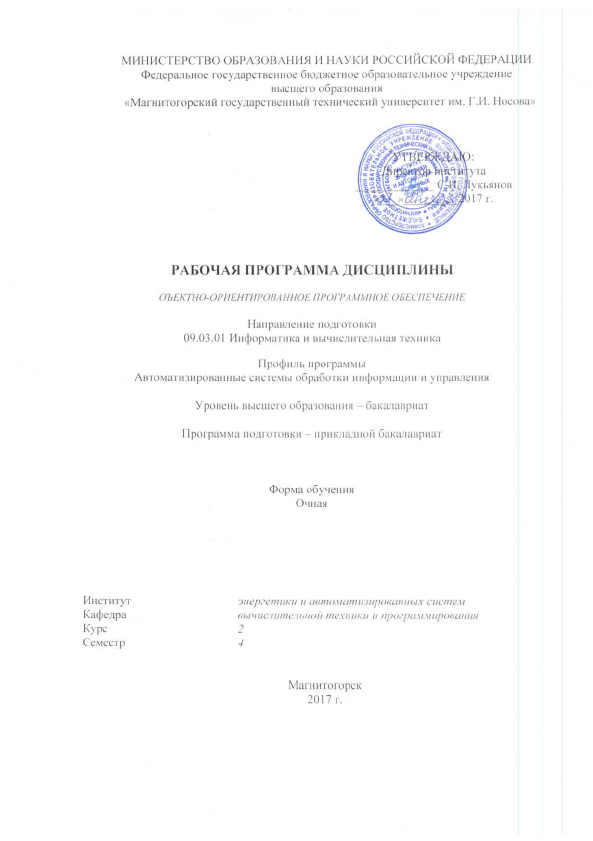 МИНИСТЕРСТВО ОБРАЗОВАНИЯ И НАУКИ РОССИЙСКОЙ ФЕДЕРАЦИИ
Федеральное государственное бюджетное образовательное учреждение
высшего образования
«Магнитогорский государственный технический университет им. Г.И. Носова»
УТВЕРЖДАЮ:
Директор института
С.И. Лукьянов
2017 г.
РАБОЧАЯ ПРОГРАММА ДИСЦИПЛИНЫ
ОЪЕКТНО-ОРИЕНТИРОВАННОЕ ПРОГРАММНОЕ ОБЕСПЕЧЕНИЕ
Направление подготовки
09.03.01 Информатика и вычислительная техника
Профиль программы
Автоматизированные системы обработки информации и управления
Уровень высшего образования – бакалавриат
Программа подготовки – прикладной бакалавриат
Форма обучения
Очная
Институт энергетики и автоматизированных систем
Кафедра вычислительной техники и программирования
Курс 2
Семестр 4
Магнитогорск
2017 г.